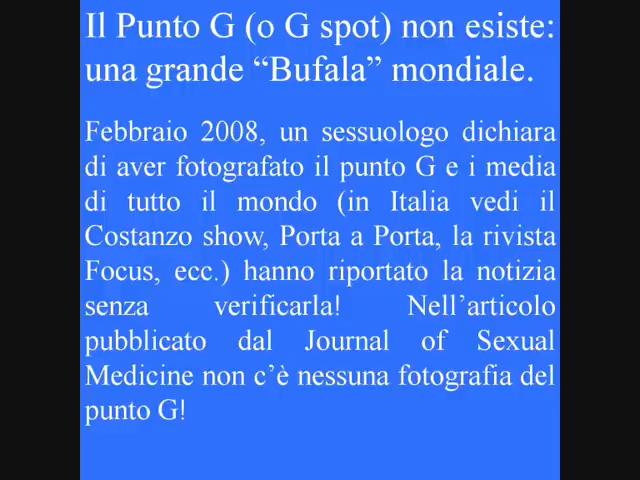 Il Punto G (o G spot) non esiste:
una grande “Bufala” mondiale.
Febbraio 2008, un sessuologo dichiara
di aver fotografato il punto G e i media
di tutto il mondo (in Italia vedi il
Costanzo show, Porta a Porta, la rivista
Focus, ecc.) hanno riportato la notizia
senza verificarla! Nell’articolo
pubblicato dal Journal of Sexual
Medicine non c’è nessuna fotografia del
punto G!